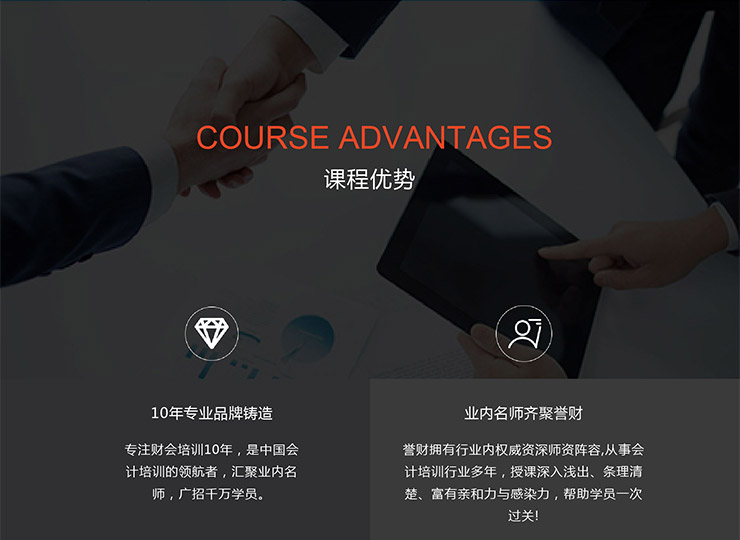 COURSE ADVANTAGES
课程优势
10年专业品牌铸造
专注财会培训10年，是中国会
计培训的领航者，汇聚业内名
师，广招千万学员。
业内名师齐聚誉财
誉财拥有行业内权威资深师资阵容,从事会
计培训行业多年，授课深入浅出、条理清
楚、富有亲和力与感染力，帮助学员一次
过关!